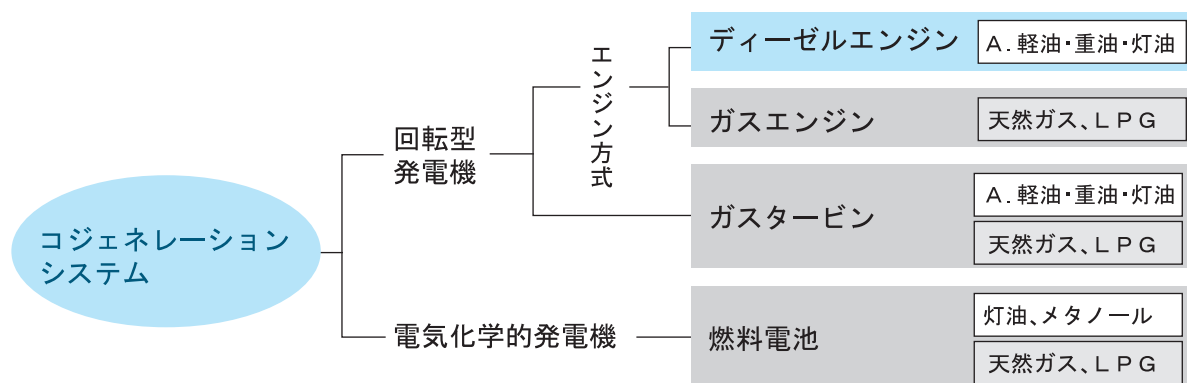 コジェネレーション
システム
回転型
発電機
電気化学的発電機
エンジン方式
ディーゼルエンジン
A.軽油・重油・灯油
ガスエンジン
天然ガス、LPG
ガスタービン
A.軽油・重油・灯油
天然ガス、LPG
燃料電池
灯油、メタノール
天然ガス、LPG